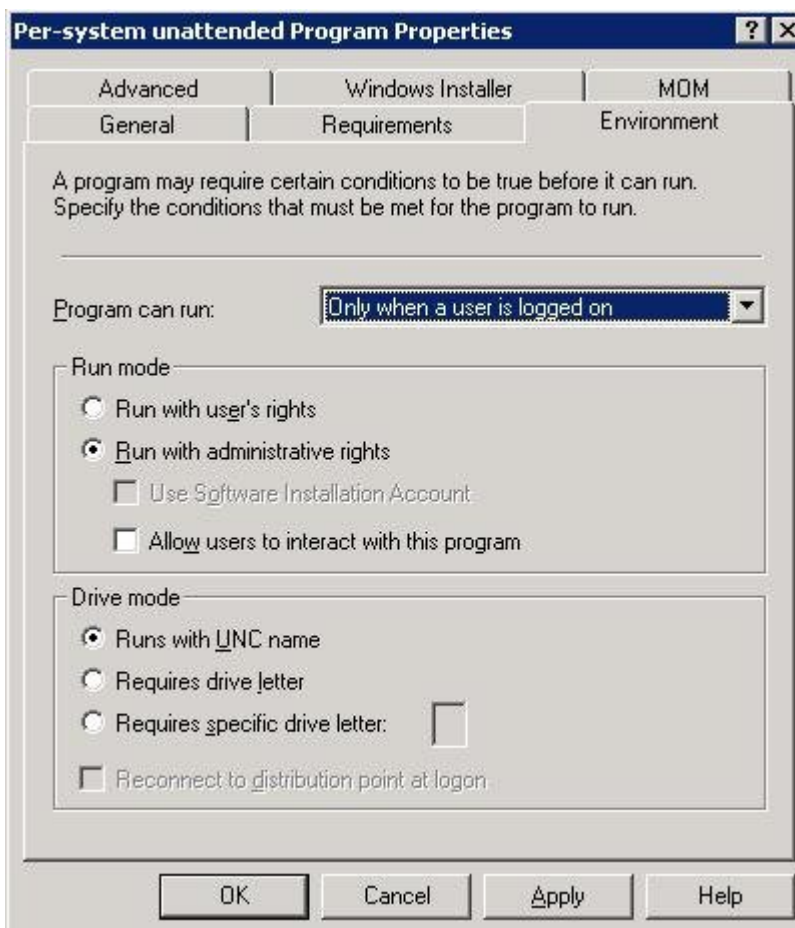 Per-system unattended Program Properties
Advanced Windows Installer MOM
General Requirements Environment
A program may require certain conditions to be true before it can run.
Specify the conditions that must be met for the program to run.
Program can run: Only when a user is logged on
Run mode
Run with user's rights
Run with administrative rights
Use Software Installation Account
Allow users to interact with this program
Drive mode
Runs with UNC name
Requires drive letter
Requires specific drive letter:
Reconnect to distribution point at logon
OK Cancel Apply Help